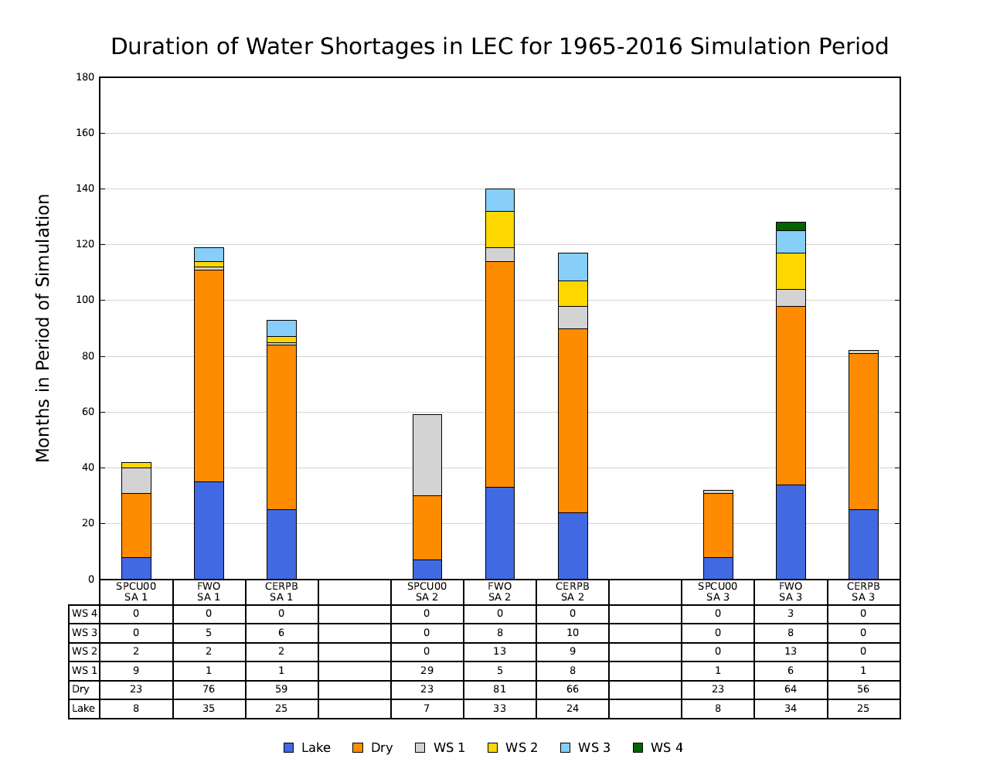 Duration of Water Shortages in LEC for 1965-2016 Simulation Period
Months in Period of Simulation
180
160
140
120
100
80
60
40
20
0
SPCU00 FWO CERPB SPCU00 FWO CERPB SPCU00 FWO CERPB
SA 1 SA 1 SA 1 SA 2 SA 2 SA 2 SA 3 SA 3 SA 3
WS 4 0 0 0 0 0 0 0 3 0
WS 3 0 5 6 0 8 10 0 8 0
WS 2 2 2 2 0 13 9 0 13 0
WS 1 9 1 1 29 5 8 1 6 1
Dry 23 76 59 23 81 66 23 64 56
Lake 8 35 25 7 33 24 8 34 25
Lake Dry WS 1 WS 2 WS 3 WS 4